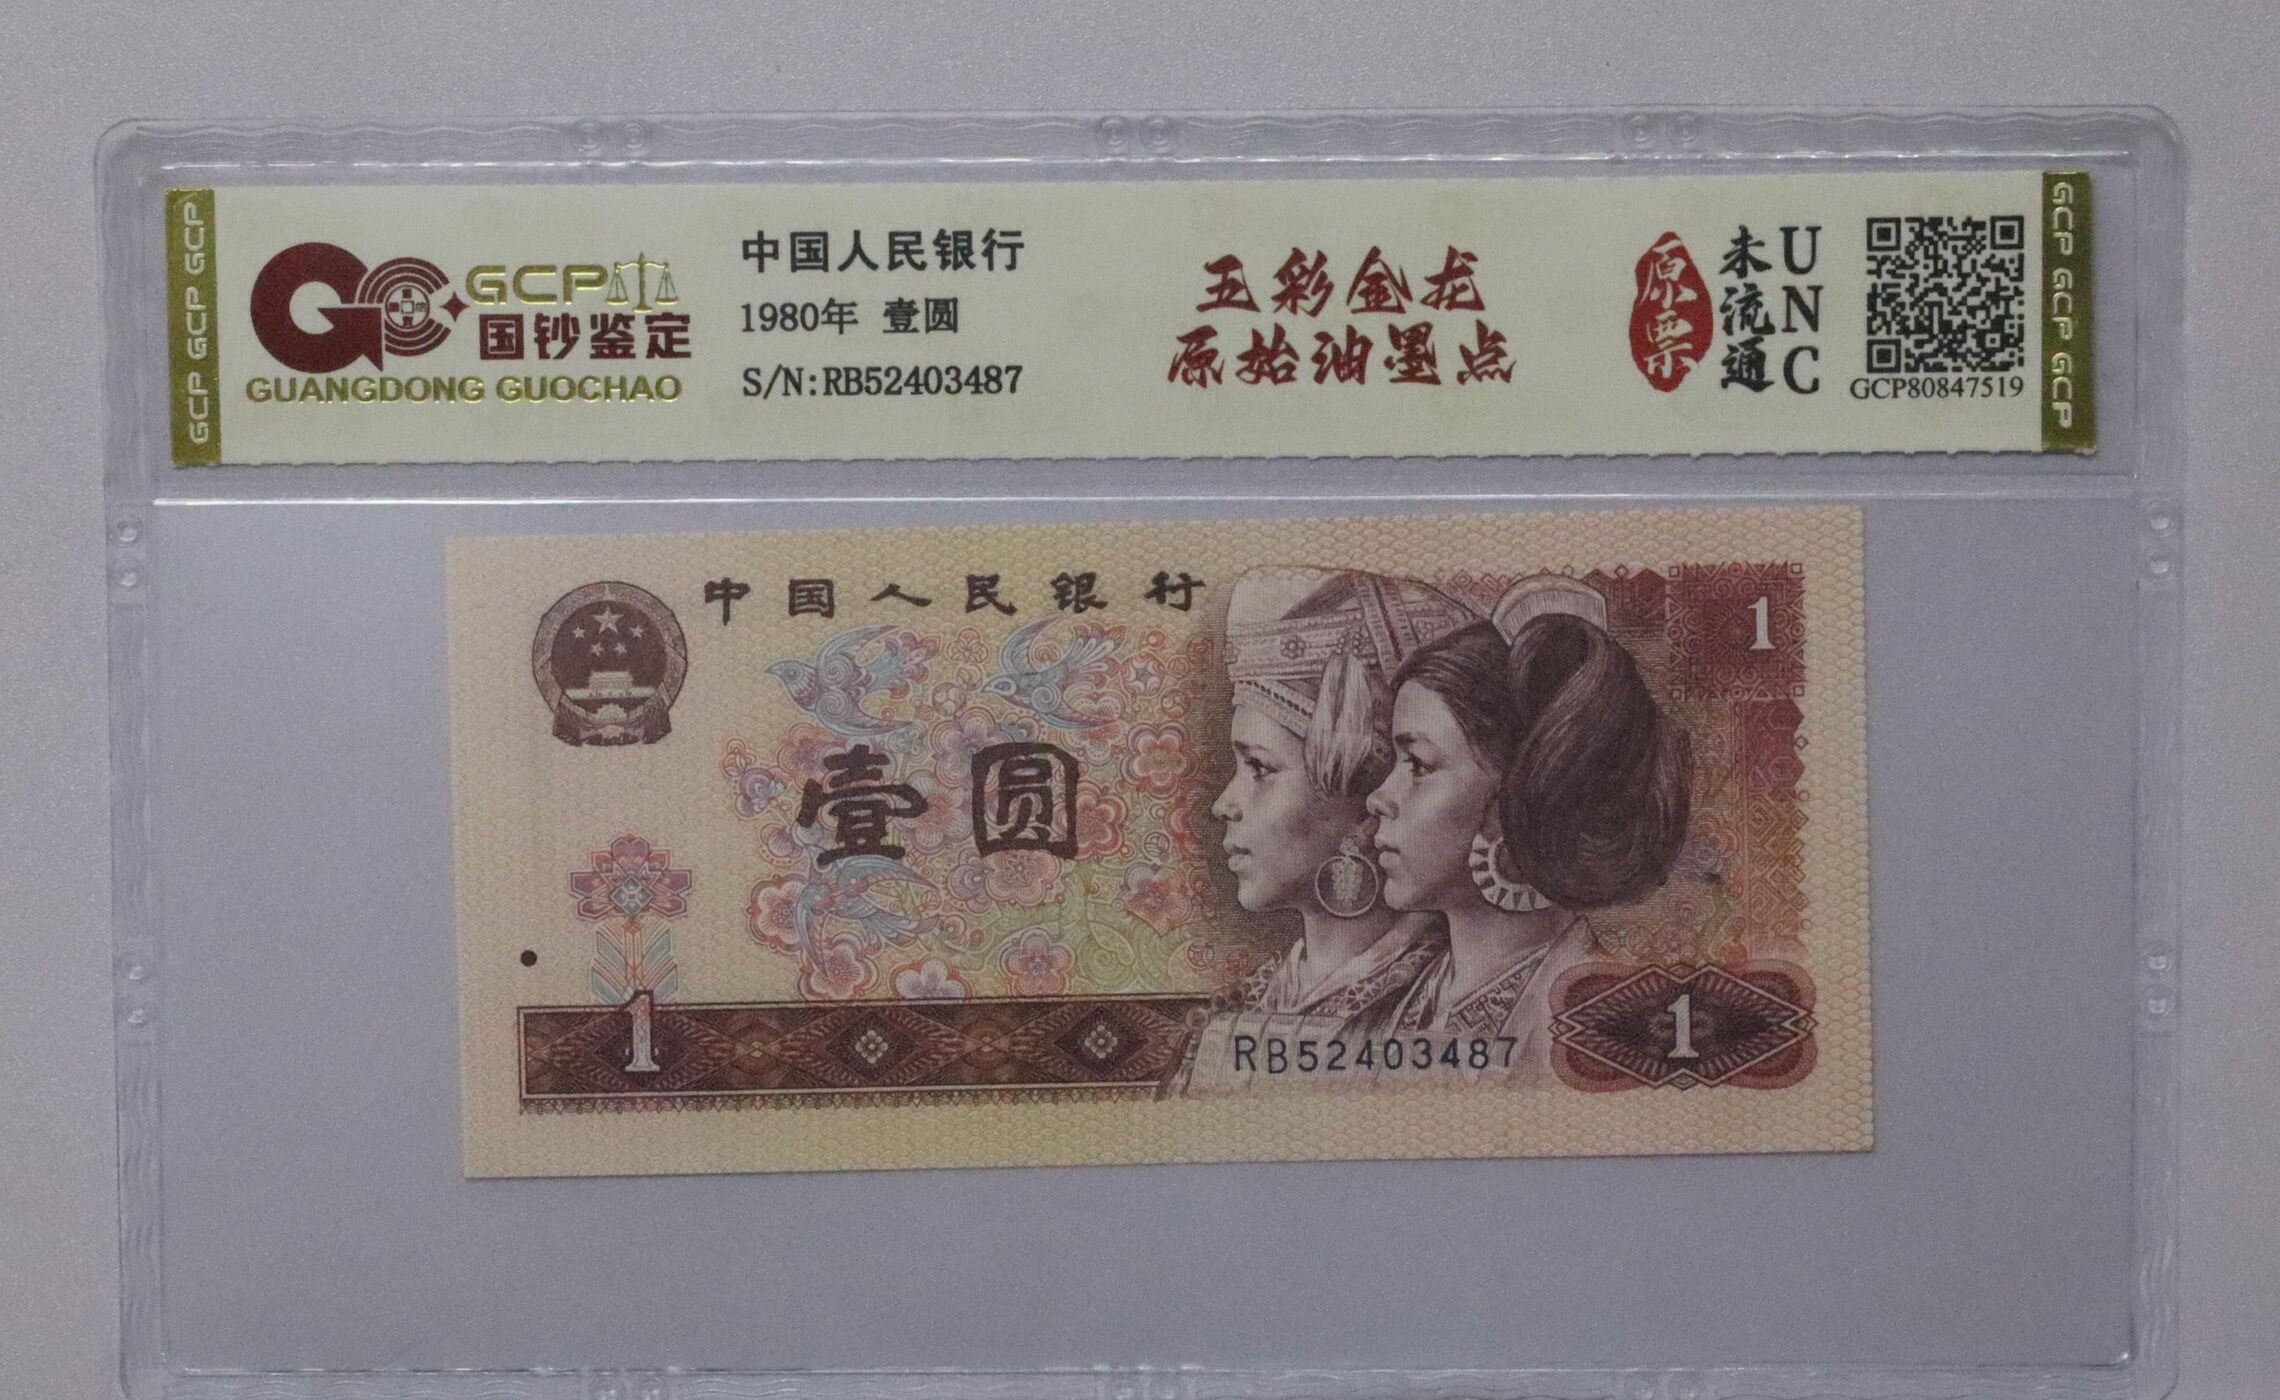 GCP GCP GCP
GCP
国钞鉴定
GUANGDONG GUOCHAO
中国人民银行
1980年 壹圆
S/N:RB52403487
五彩金龙
原始油墨点
原票
未流通
UNC
GCP80847519
GCP GCP GCP
中国人民银行
1
壹圆
1
RB52403487
1